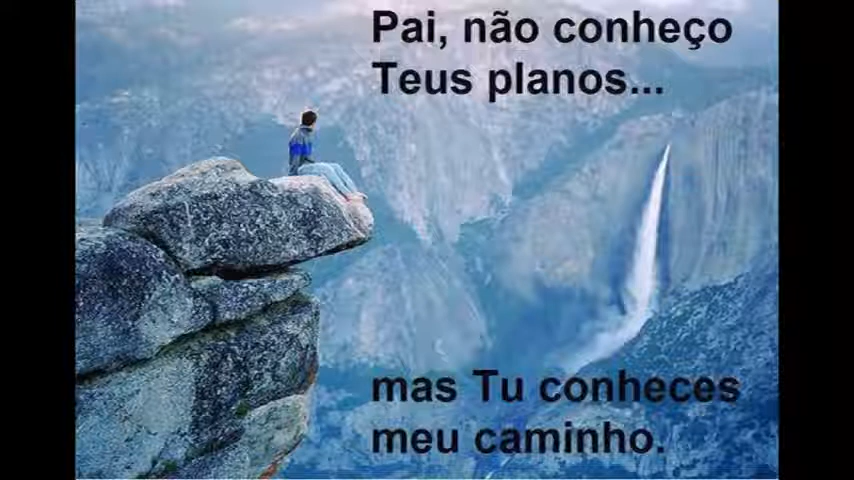 Pai, não conheço
Teus planos...
mas Tu conheces
meu caminho.